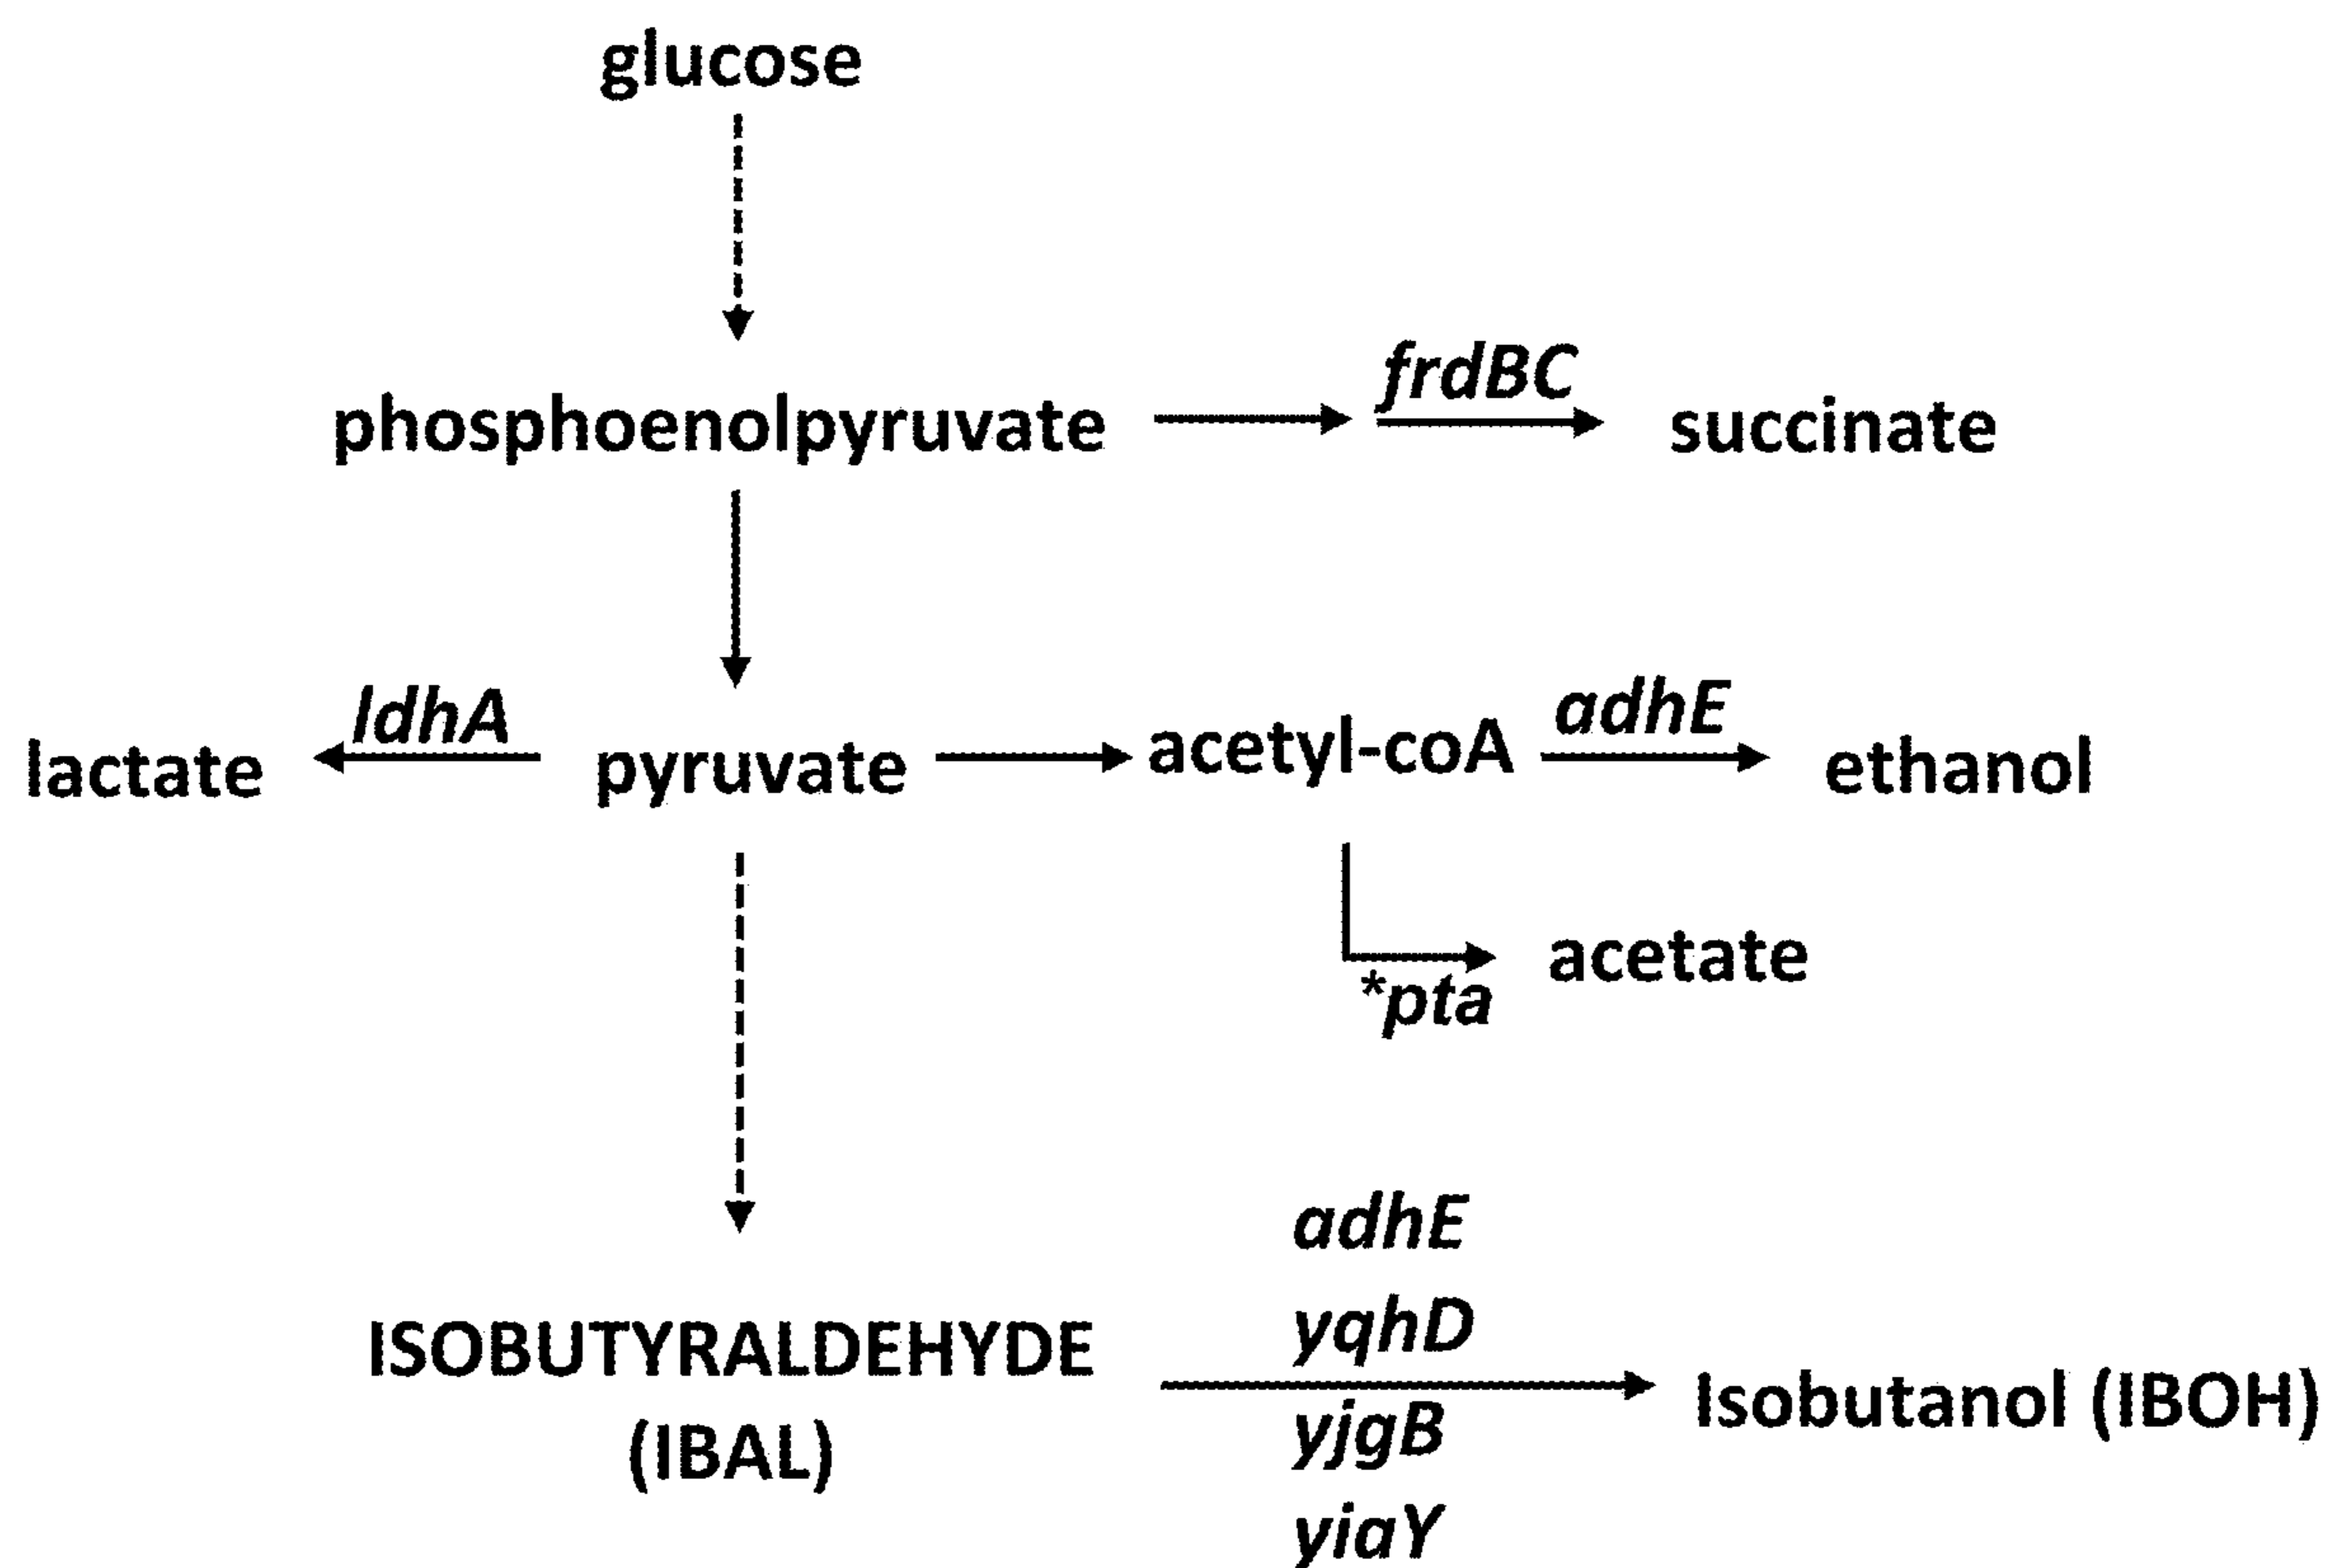 glucose
frdBC
phosphoenolpyruvate
succinate
ldhA
adhE
lactate
pyruvate
acetyl-coA
ethanol
acetate
*pta
adhE
yqhD
ISOBUTYRALDEHYDE
(IBAL)
Isobutanol (IBOH)
yjgB
yiaY